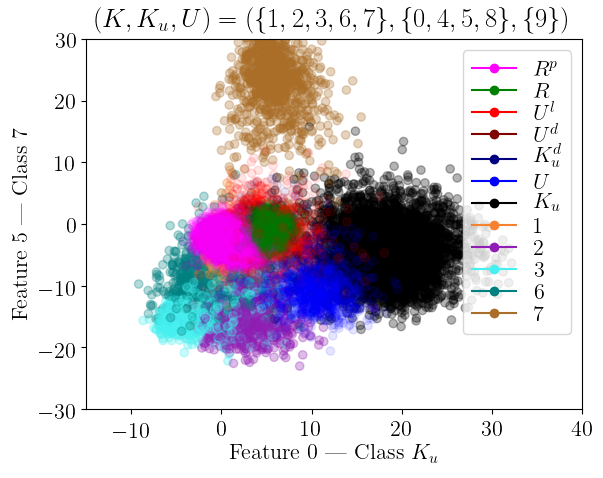 (K, K_u, U) = ({1, 2, 3, 6, 7}, {0, 4, 5, 8}, {9})
30
20
10
0
−10
−20
−30
Feature 5 — Class 7
R^p
R
U^l
U^d
K_u^d
U
K_u
1
2
3
6
7
−10
0
10
20
30
40
Feature 0 — Class K_u